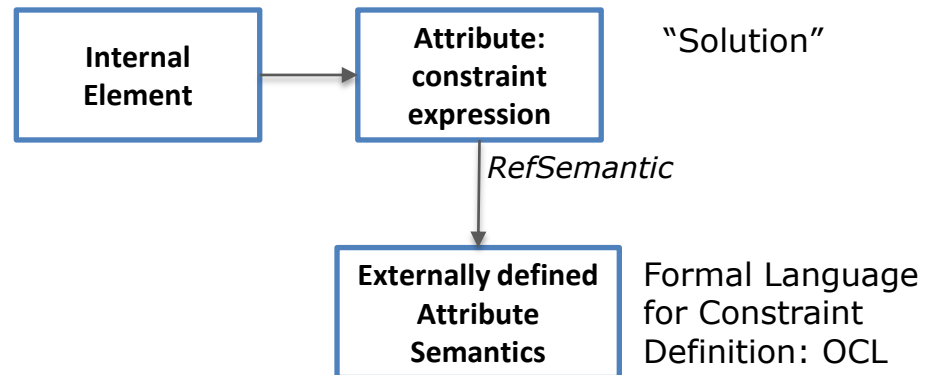 Internal
Element
Attribute:
constraint
expression
“Solution”
RefSemantic
Externally defined
Attribute
Semantics
Formal Language
for Constraint
Definition: OCL